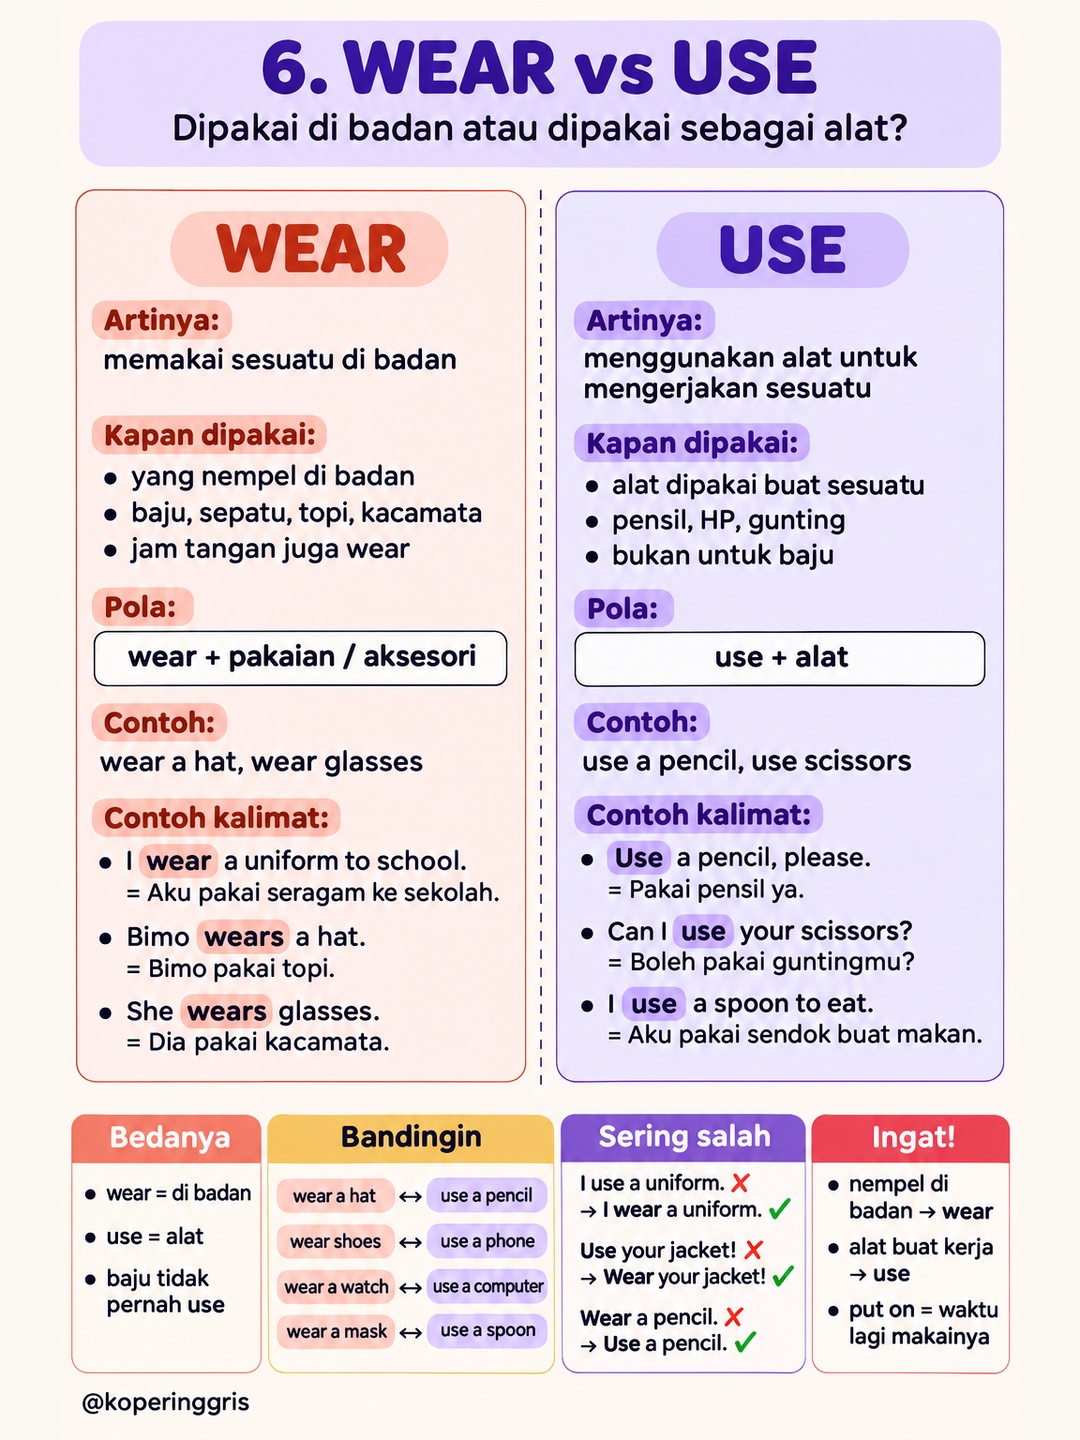 6. WEAR vs USE
Dipakai di badan atau dipakai sebagai alat?
WEAR
Artinya:
memakai sesuatu di badan
Kapan dipakai:
• yang nempel di badan
• baju, sepatu, topi, kacamata
• jam tangan juga wear
Pola:
wear + pakaian / aksesori
Contoh:
wear a hat, wear glasses
Contoh kalimat:
• I wear a uniform to school.
= Aku pakai seragam ke sekolah.
• Bimo wears a hat.
= Bimo pakai topi.
• She wears glasses.
= Dia pakai kacamata.
USE
Artinya:
menggunakan alat untuk
mengerjakan sesuatu
Kapan dipakai:
• alat dipakai buat sesuatu
• pensil, HP, gunting
• bukan untuk baju
Pola:
use + alat
Contoh:
use a pencil, use scissors
Contoh kalimat:
• Use a pencil, please.
= Pakai pensil ya.
• Can I use your scissors?
= Boleh pakai guntingmu?
• I use a spoon to eat.
= Aku pakai sendok buat makan.
Bedanya
• wear = di badan
• use = alat
• baju tidak
pernah use
Bandingin
wear a hat ↔ use a pencil
wear shoes ↔ use a phone
wear a watch ↔ use a computer
wear a mask ↔ use a spoon
Sering salah
I use a uniform. ✗
→ I wear a uniform. ✓
Use your jacket! ✗
→ Wear your jacket! ✓
Wear a pencil. ✗
→ Use a pencil. ✓
Ingat!
• nempel di
badan → wear
• alat buat kerja
→ use
• put on = waktu
lagi makainya
@koperinggris